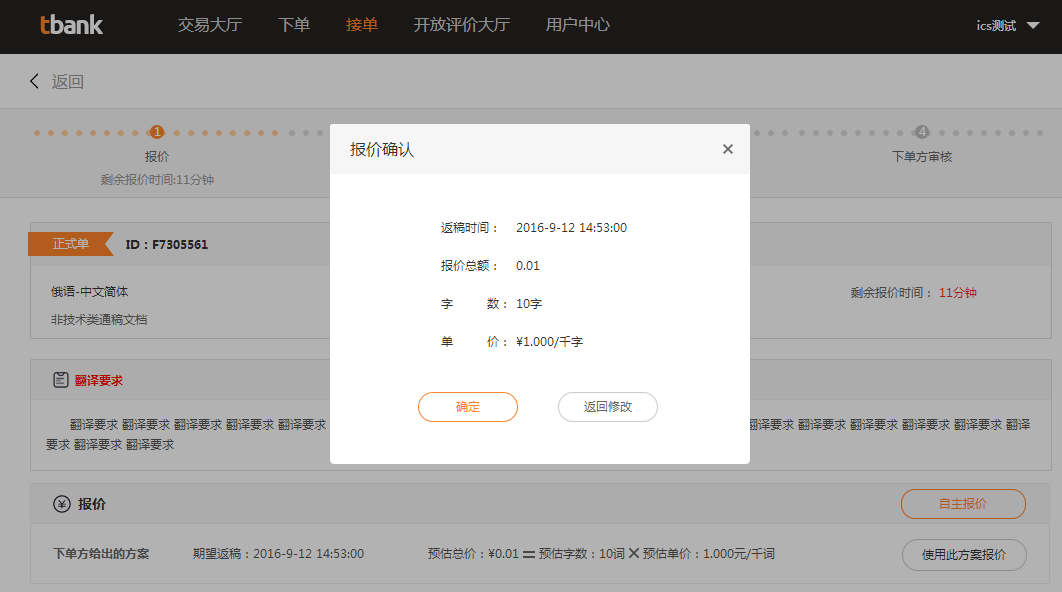 tbank 交易大厅 下单 接单 开放评价大厅 用户中心 ics测试
返回
1 4
报价 下单方审核
剩余报价时间:11分钟
报价确认 ×
返稿时间： 2016-9-12 14:53:00
报价总额： 0.01
字 数： 10字
单 价： ¥1.000/千字
确定 返回修改
正式单 ID：F7305561
俄语-中文简体 剩余报价时间： 11分钟
非技术类通稿文档
翻译要求
翻译要求 翻译要求 翻译要求 翻译要求 翻译要求 翻译要求 翻译要求 翻译要求 翻译要求 翻译要求 翻译
要求 翻译要求 翻译要求
报价 自主报价
下单方给出的方案 期望返稿：2016-9-12 14:53:00 预估总价：¥0.01 = 预估字数：10词 × 预估单价：1.000元/千词 使用此方案报价